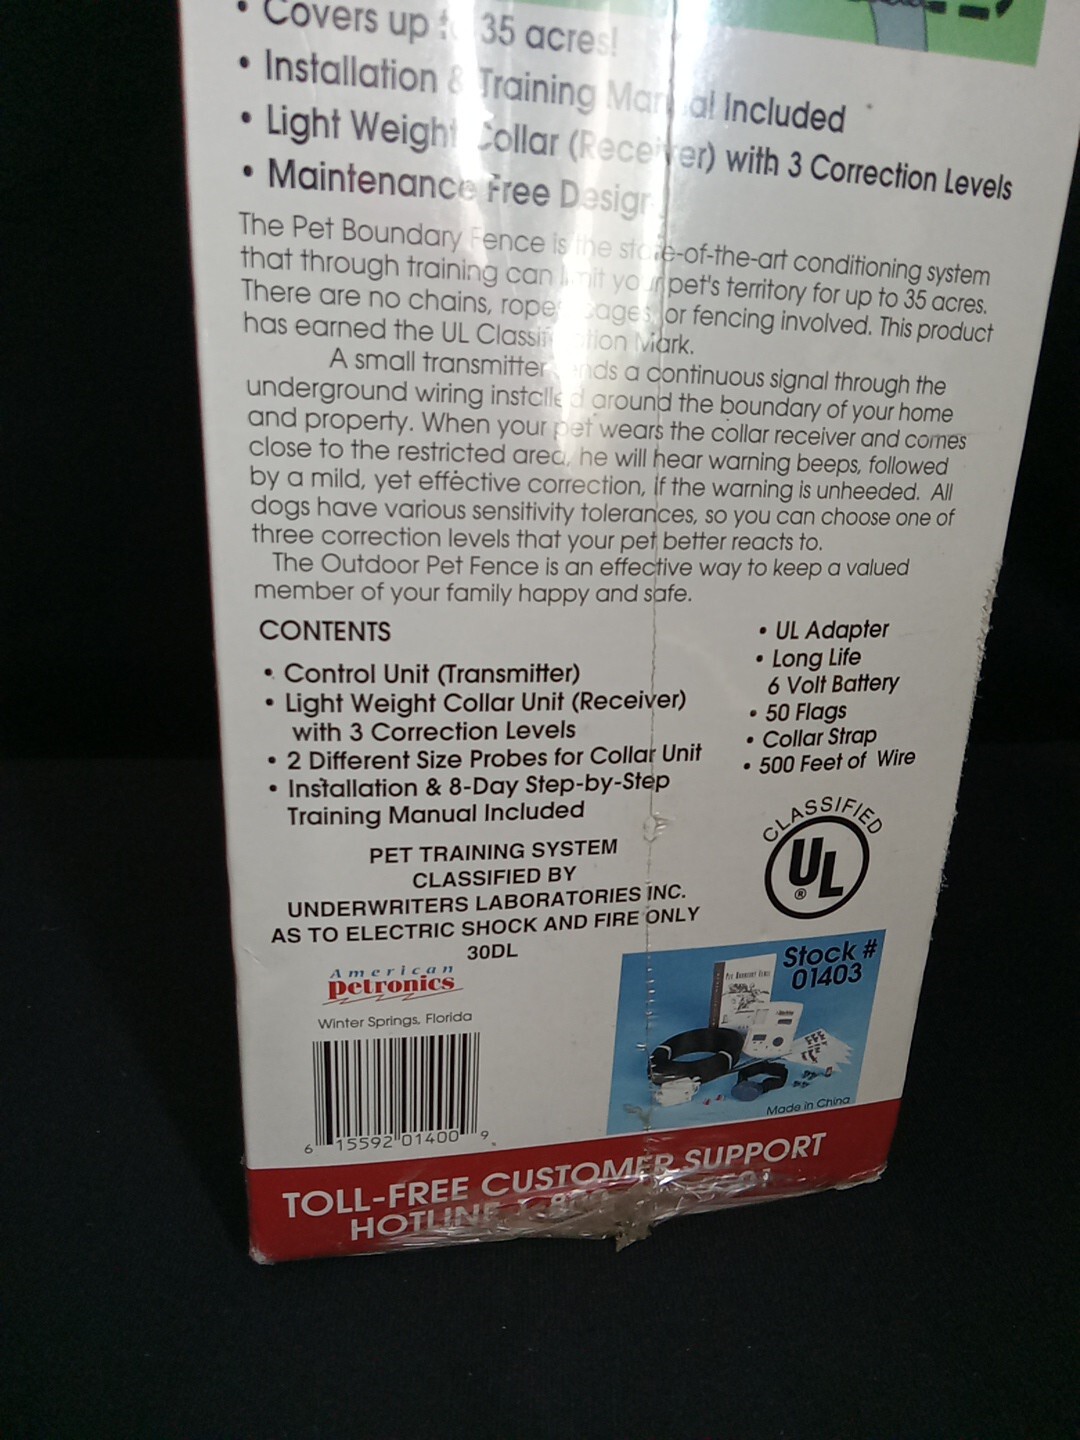 • Covers up to 35 acres!
• Installation & Training Manual Included
• Light Weight Collar (Receiver) with 3 Correction Levels
• Maintenance Free Design
The Pet Boundary Fence is the state-of-the-art conditioning system
that through training can limit your pet's territory for up to 35 acres.
There are no chains, ropes, cages, or fencing involved. This product
has earned the UL Classification Mark.
A small transmitter sends a continuous signal through the
underground wiring installed around the boundary of your home
and property. When your pet wears the collar receiver and comes
close to the restricted area, he will hear warning beeps, followed
by a mild, yet effective correction, if the warning is unheeded. All
dogs have various sensitivity tolerances, so you can choose one of
three correction levels that your pet better reacts to.
The Outdoor Pet Fence is an effective way to keep a valued
member of your family happy and safe.
CONTENTS
• Control Unit (Transmitter)
• Light Weight Collar Unit (Receiver)
with 3 Correction Levels
• 2 Different Size Probes for Collar Unit
• Installation & 8-Day Step-by-Step
Training Manual Included
• UL Adapter
• Long Life
6 Volt Battery
• 50 Flags
• Collar Strap
• 500 Feet of Wire
PET TRAINING SYSTEM
CLASSIFIED BY
UNDERWRITERS LABORATORIES INC.
AS TO ELECTRIC SHOCK AND FIRE ONLY
30DL
CLASSIFIED
UL
®
American
Petronics
Winter Springs, Florida
6 15592 01400 9
Stock #
01403
Pet Boundary Fence
Made in China
TOLL-FREE CUSTOMER SUPPORT
HOTLINE